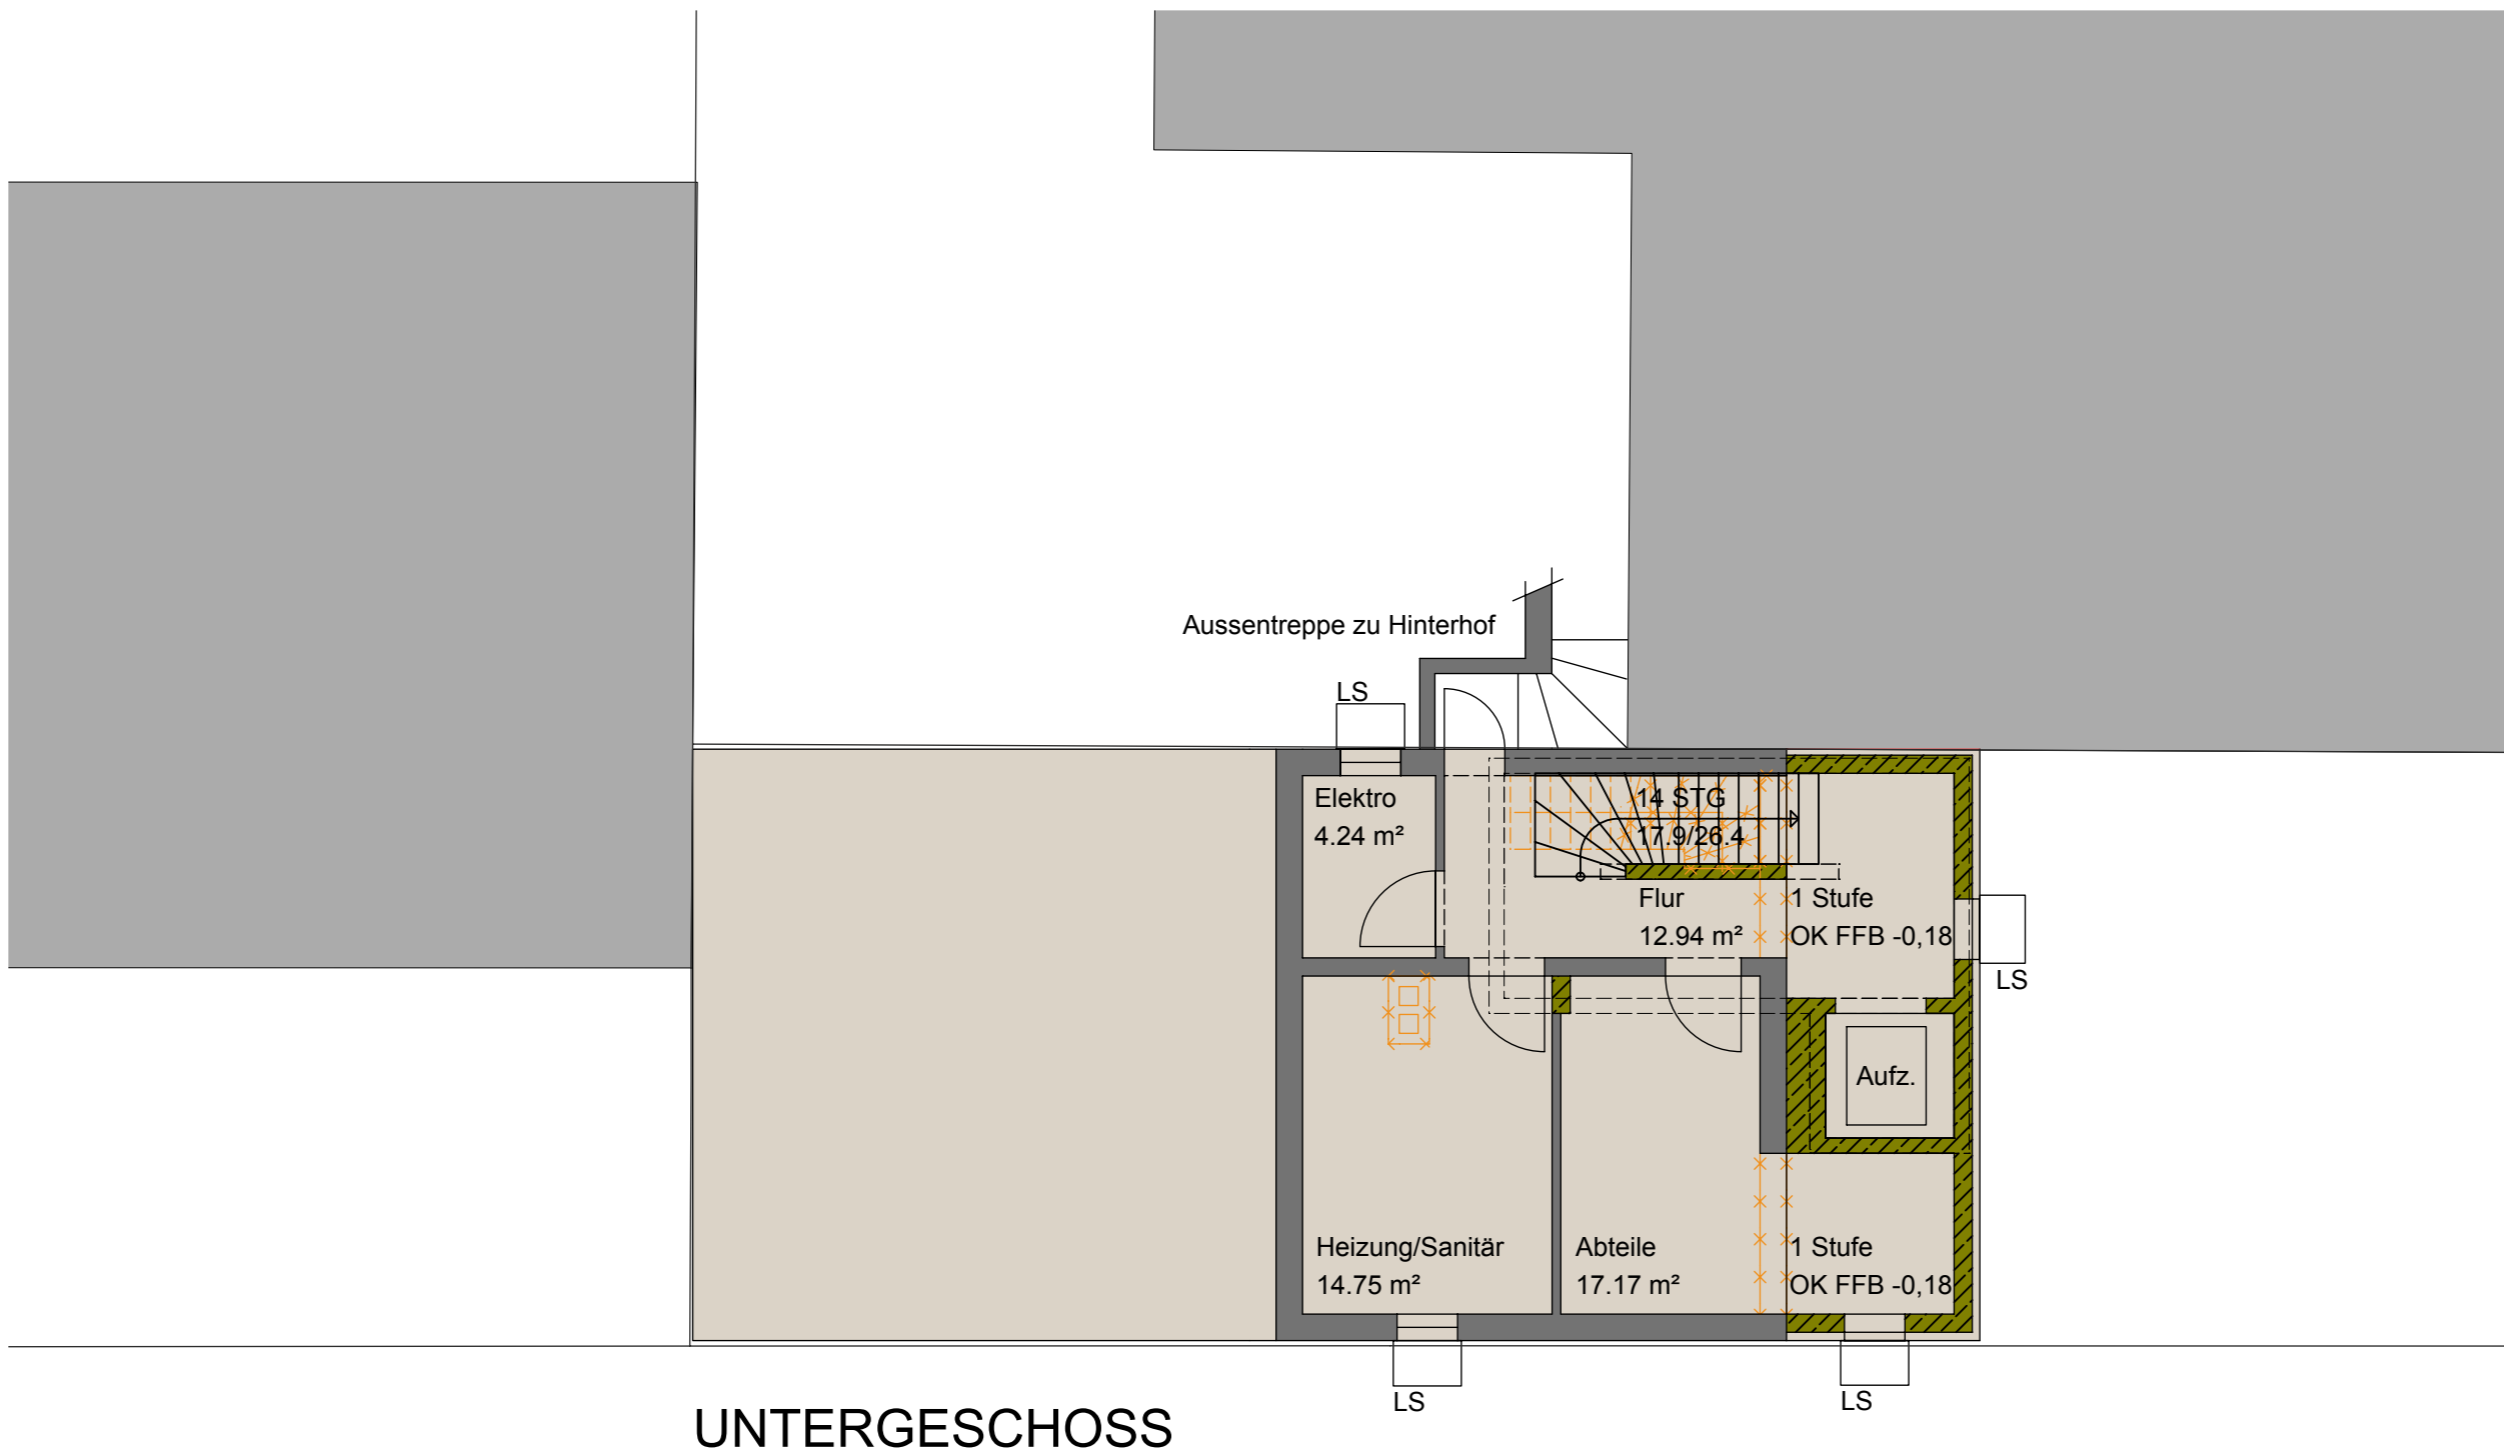 Aussentreppe zu Hinterhof
LS
Elektro
4.24 m²
14 STG
17.9/26.4
Flur
12.94 m²
1 Stufe
OK FFB -0,18
LS
Aufz.
Heizung/Sanitär
14.75 m²
Abteile
17.17 m²
1 Stufe
OK FFB -0,18
LS
LS
UNTERGESCHOSS